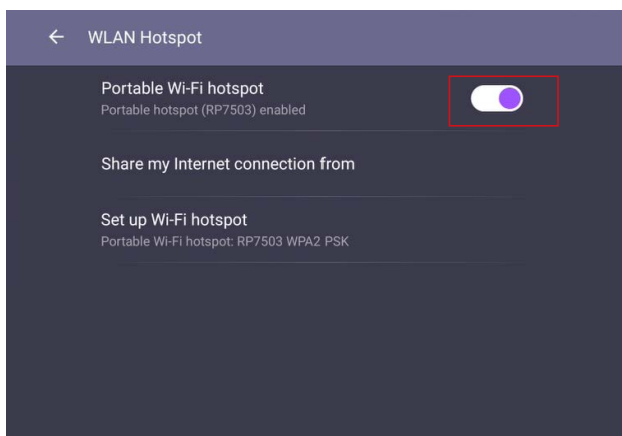 WLAN Hotspot
Portable Wi-Fi hotspot
Portable hotspot (RP7503) enabled
Share my Internet connection from
Set up Wi-Fi hotspot
Portable Wi-Fi hotspot: RP7503 WPA2 PSK